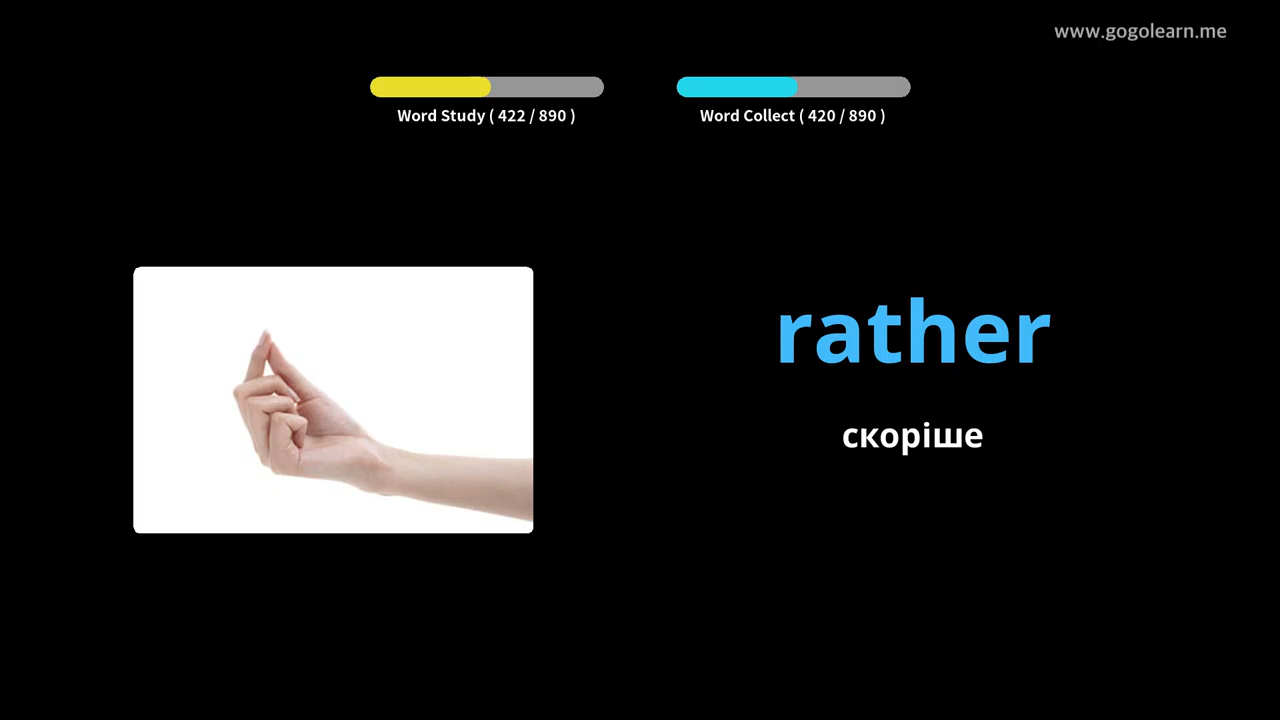 www.gogolearn.me
Word Study ( 422 / 890 )
Word Collect ( 420 / 890 )
rather
скоріше